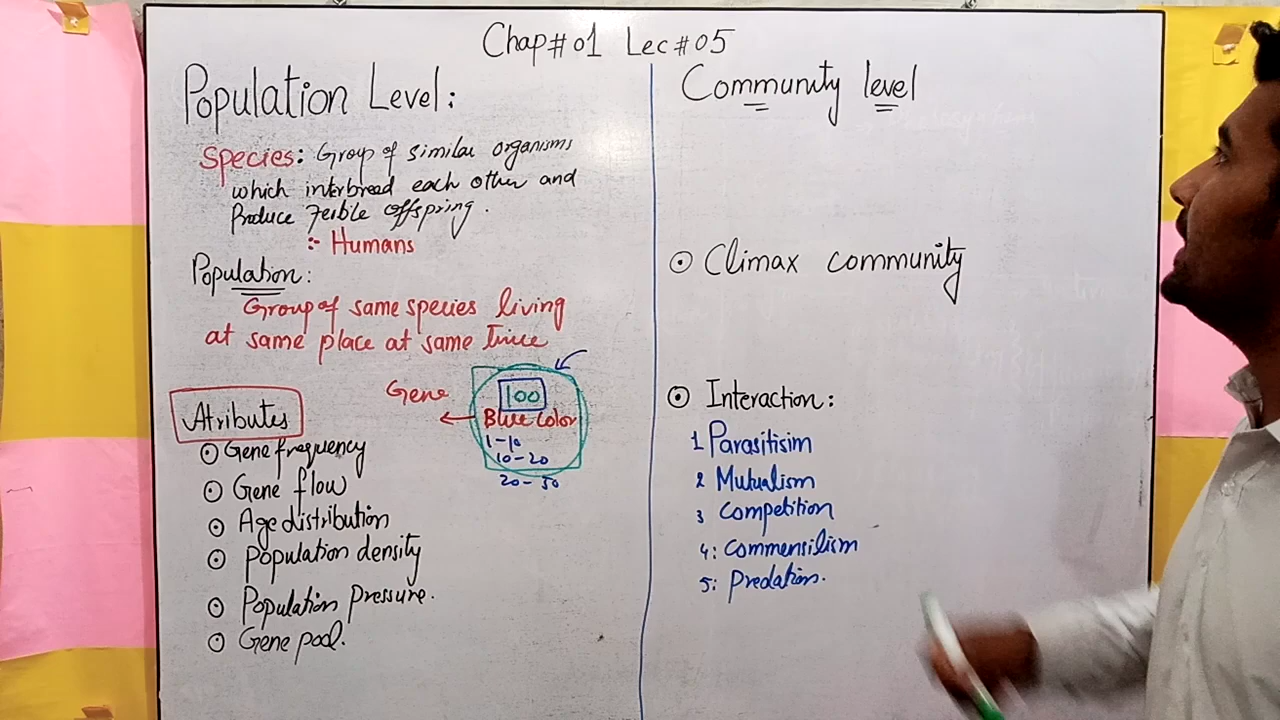 Chap#01 Lec#05
Population Level:
Species: Group of similar organisms
which interbreed each other and
Produce fertile offspring.
:- Humans
Population:
Group of same species living
at same place at same time
Atributes
Gene frequency
Gene flow
Age distribution
Population density
Population Pressure.
Gene pool.
Gene
100
Blue Color
1-10
10-20
20-50
Community level
Climax community
Interaction:
1 Parasitisim
2 Mutualism
3 Competition
4: Commensilism
5: Predation.